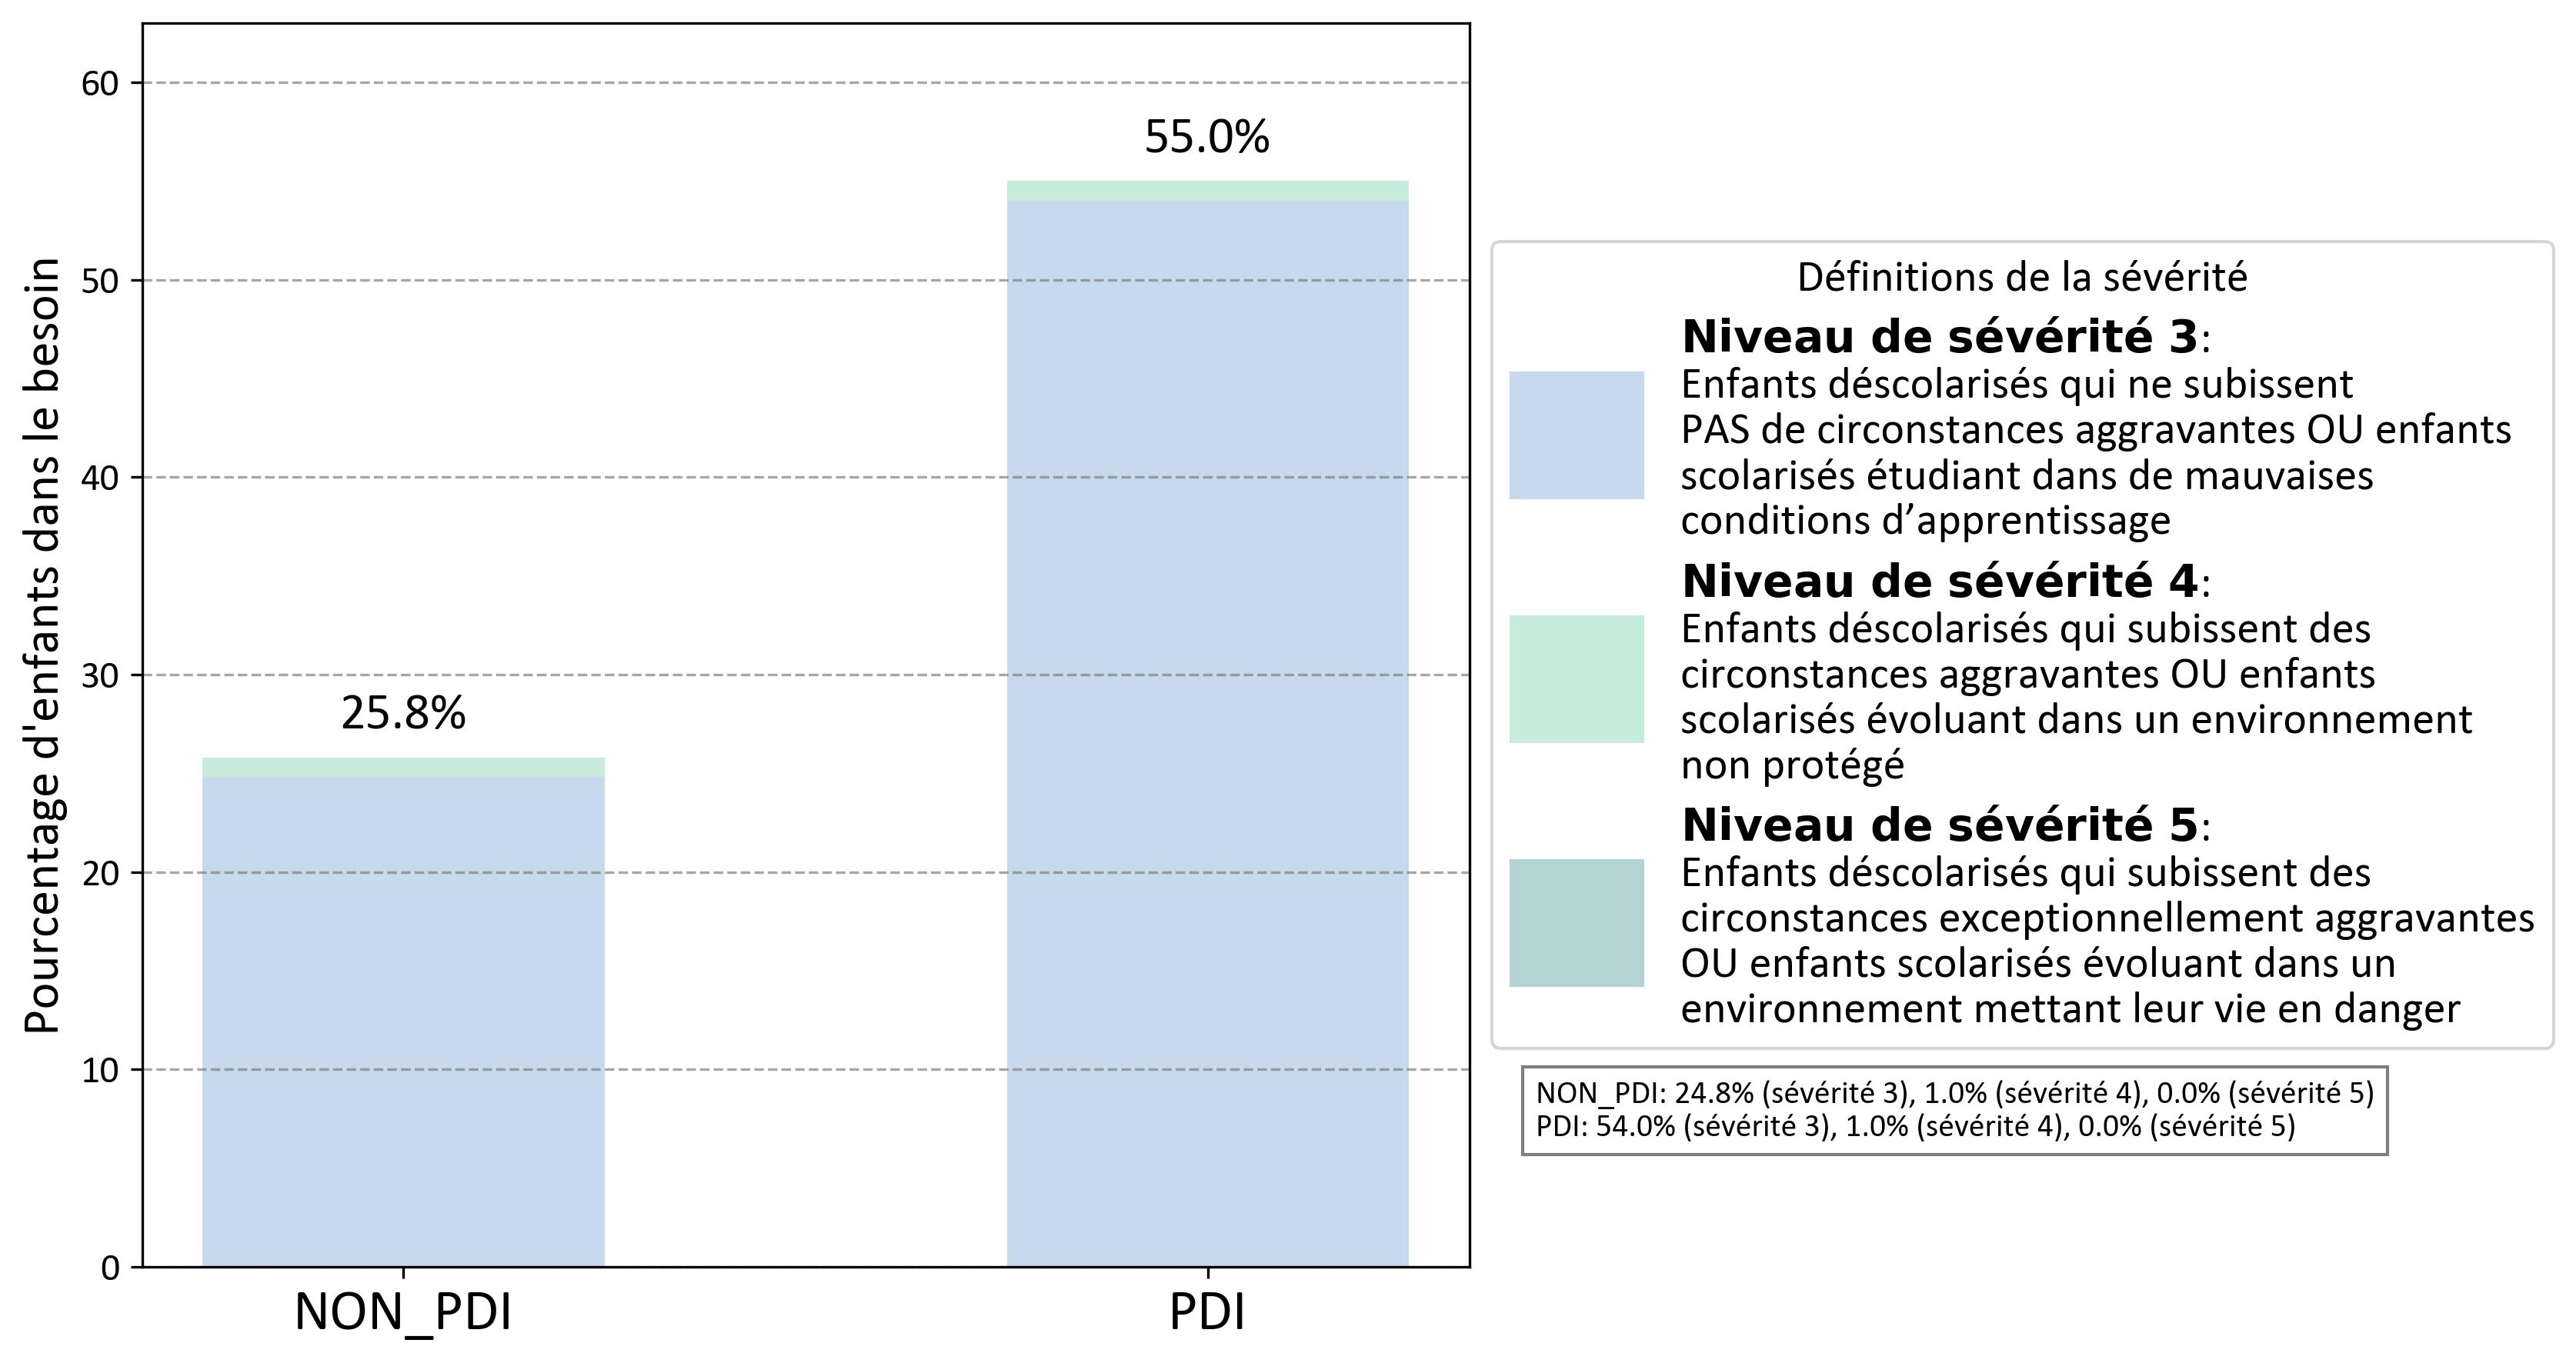 Pourcentage d'enfants dans le besoin
60
50
40
30
20
10
0
25.8%
55.0%
NON_PDI
PDI
Définitions de la sévérité
Niveau de sévérité 3:
Enfants déscolarisés qui ne subissent
PAS de circonstances aggravantes OU enfants
scolarisés étudiant dans de mauvaises
conditions d’apprentissage
Niveau de sévérité 4:
Enfants déscolarisés qui subissent des
circonstances aggravantes OU enfants
scolarisés évoluant dans un environnement
non protégé
Niveau de sévérité 5:
Enfants déscolarisés qui subissent des
circonstances exceptionnellement aggravantes
OU enfants scolarisés évoluant dans un
environnement mettant leur vie en danger
NON_PDI: 24.8% (sévérité 3), 1.0% (sévérité 4), 0.0% (sévérité 5)
PDI: 54.0% (sévérité 3), 1.0% (sévérité 4), 0.0% (sévérité 5)